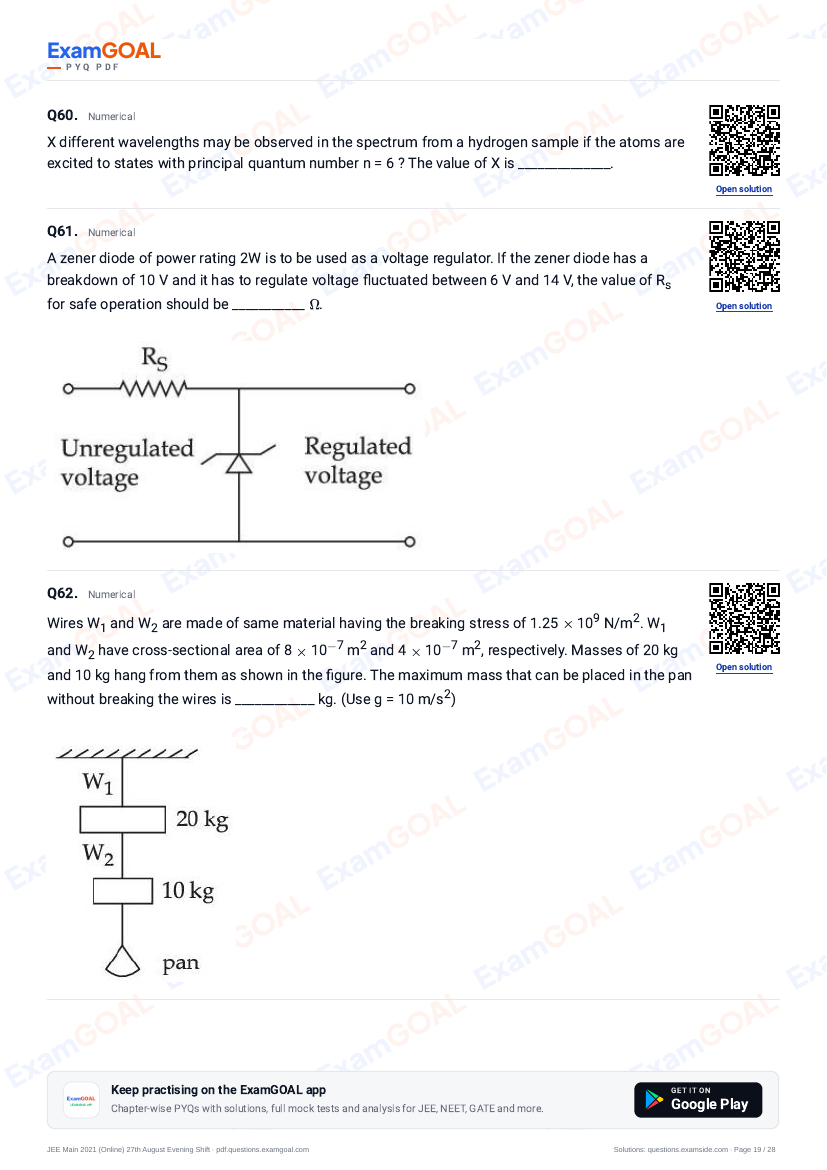 ExamGOAL
PYQ PDF
Q60. Numerical
X different wavelengths may be observed in the spectrum from a hydrogen sample if the atoms are
excited to states with principal quantum number n = 6 ? The value of X is ______________.
Open solution
Q61. Numerical
A zener diode of power rating 2W is to be used as a voltage regulator. If the zener diode has a
breakdown of 10 V and it has to regulate voltage fluctuated between 6 V and 14 V, the value of Rs
for safe operation should be ___________ Ω.
Open solution
RS
Unregulated
voltage
Regulated
voltage
Q62. Numerical
Wires W1 and W2 are made of same material having the breaking stress of 1.25 × 10^9 N/m^2. W1
and W2 have cross-sectional area of 8 × 10^−7 m^2 and 4 × 10^−7 m^2, respectively. Masses of 20 kg
and 10 kg hang from them as shown in the figure. The maximum mass that can be placed in the pan
without breaking the wires is ____________ kg. (Use g = 10 m/s^2)
Open solution
W1
20 kg
W2
10 kg
pan
ExamGOAL
Keep practising on the ExamGOAL app
Chapter-wise PYQs with solutions, full mock tests and analysis for JEE, NEET, GATE and more.
GET IT ON
Google Play
JEE Main 2021 (Online) 27th August Evening Shift · pdf.questions.examgoal.com
Solutions: questions.examside.com · Page 19 / 28